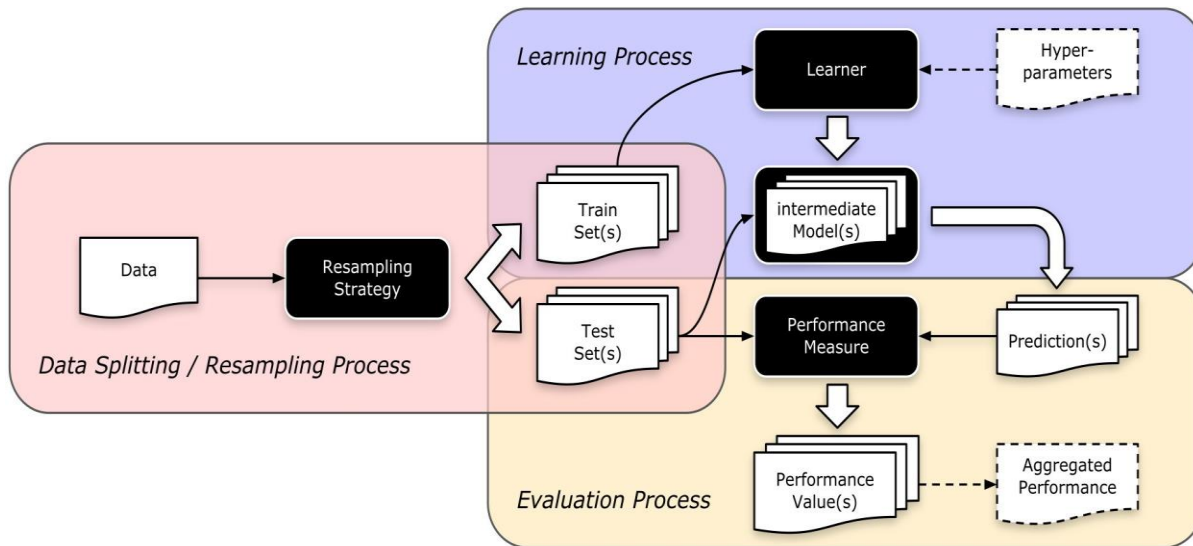 Learning Process
Learner
Hyper-
parameters
Train
Set(s)
intermediate
Model(s)
Data
Resampling
Strategy
Data Splitting / Resampling Process
Test
Set(s)
Performance
Measure
Prediction(s)
Evaluation Process
Performance
Value(s)
Aggregated
Performance